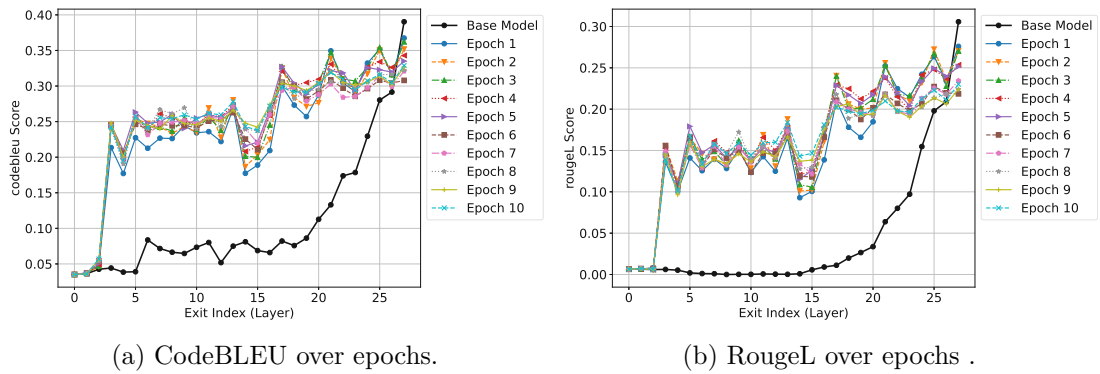 0.40
0.35
0.30
0.25
0.20
0.15
0.10
0.05
codebleu Score
0 5 10 15 20 25
Exit Index (Layer)
Base Model
Epoch 1
Epoch 2
Epoch 3
Epoch 4
Epoch 5
Epoch 6
Epoch 7
Epoch 8
Epoch 9
Epoch 10
(a) CodeBLEU over epochs.
0.30
0.25
0.20
0.15
0.10
0.05
0.00
rougeL Score
0 5 10 15 20 25
Exit Index (Layer)
Base Model
Epoch 1
Epoch 2
Epoch 3
Epoch 4
Epoch 5
Epoch 6
Epoch 7
Epoch 8
Epoch 9
Epoch 10
(b) RougeL over epochs .